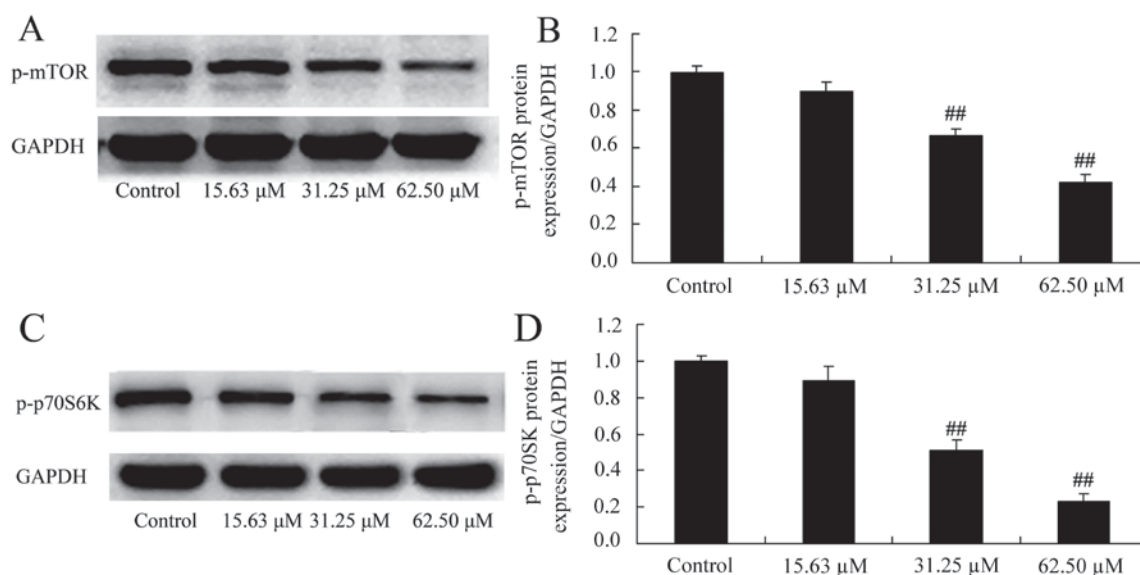 A
p-mTOR
GAPDH
Control 15.63 µM 31.25 µM 62.50 µM
B
p-mTOR protein
expression/GAPDH
1.2
1.0
0.8
0.6
0.4
0.2
0.0
##
##
Control 15.63 µM 31.25 µM 62.50 µM
C
p-p70S6K
GAPDH
Control 15.63 µM 31.25 µM 62.50 µM
D
p-p70SK protein
expression/GAPDH
1.2
1.0
0.8
0.6
0.4
0.2
0.0
##
##
Control 15.63 µM 31.25 µM 62.50 µM